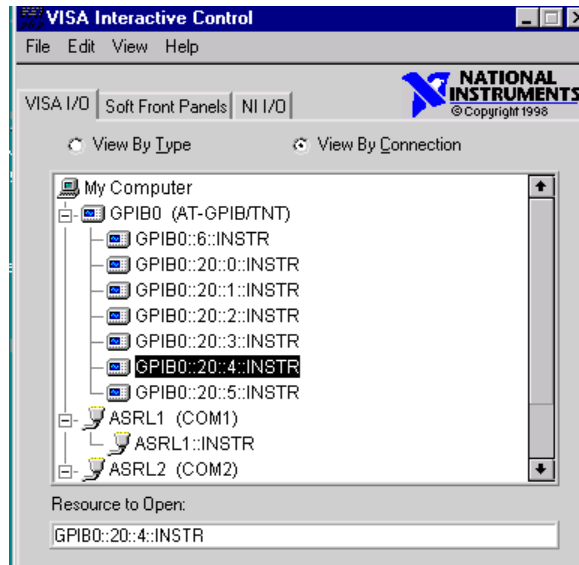 VISA Interactive Control
File Edit View Help
NATIONAL
INSTRUMENTS
© Copyright 1998
VISA I/O Soft Front Panels NI I/O
View By Type View By Connection
My Computer
GPIB0 (AT-GPIB/TNT)
GPIB0::6::INSTR
GPIB0::20::0::INSTR
GPIB0::20::1::INSTR
GPIB0::20::2::INSTR
GPIB0::20::3::INSTR
GPIB0::20::4::INSTR
GPIB0::20::5::INSTR
ASRL1 (COM1)
ASRL1::INSTR
ASRL2 (COM2)
Resource to Open:
GPIB0::20::4::INSTR